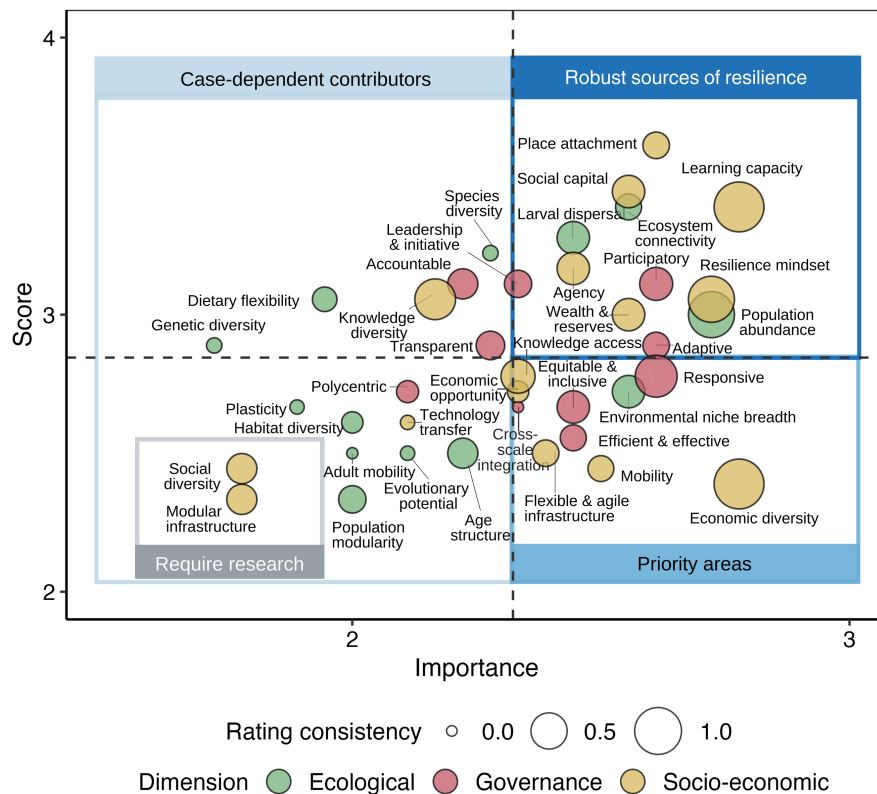 4
Case-dependent contributors
Robust sources of resilience
Place attachment
Learning capacity
Social capital
Species
diversity
Larval dispersal
Leadership
& initiative
Ecosystem
connectivity
Accountable
Participatory
Resilience mindset
Dietary flexibility
Agency
Knowledge
diversity
Wealth &
reserves
Population
abundance
3
Genetic diversity
Transparent
Knowledge access
Adaptive
Polycentric
Economic
opportunity
Equitable &
inclusive
Responsive
Plasticity
Technology
transfer
Environmental niche breadth
Habitat diversity
Cross-
scale
integration
Efficient & effective
Social
diversity
Adult mobility
Evolutionary
potential
Mobility
Modular
infrastructure
Flexible & agile
infrastructure
Economic diversity
Population
modularity
Age
structure
Require research
Priority areas
2
Score
2
3
Importance
Rating consistency
0.0
0.5
1.0
Dimension
Ecological
Governance
Socio-economic